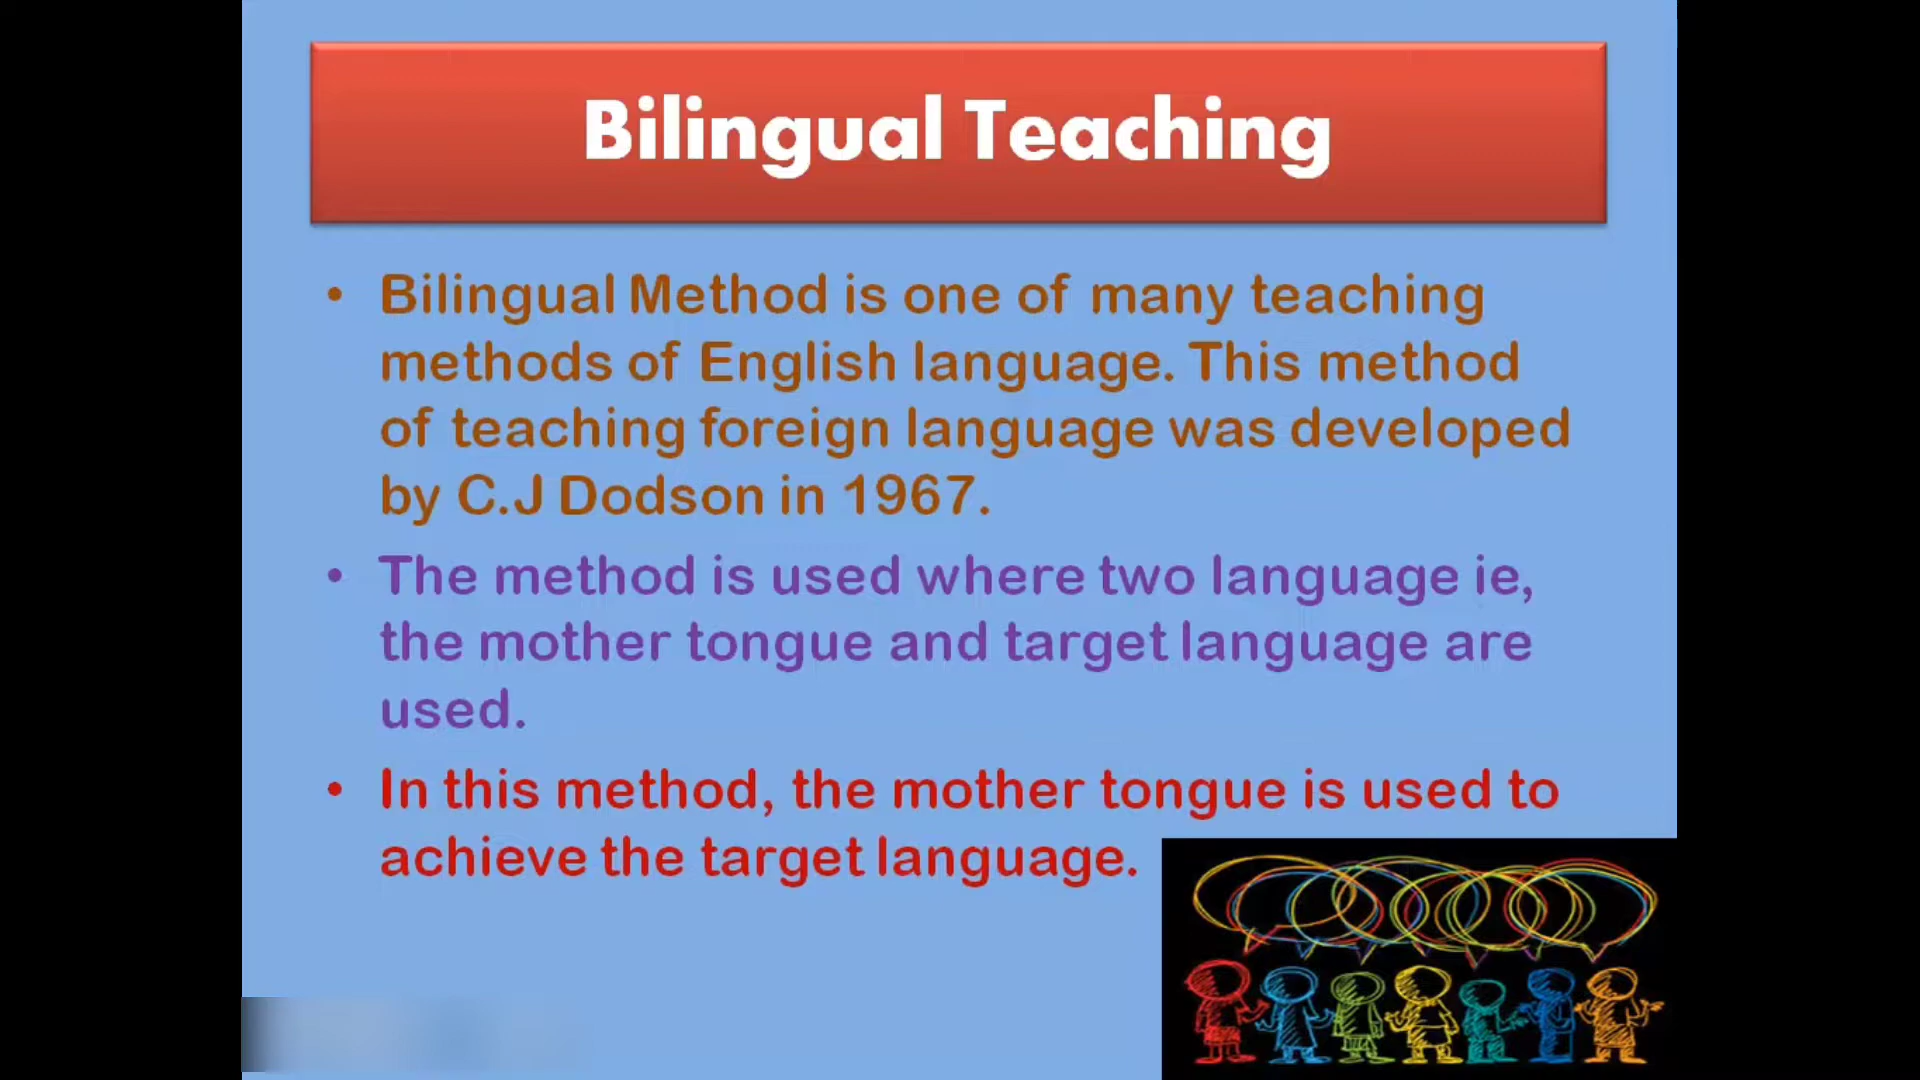 Bilingual Teaching
• Bilingual Method is one of many teaching
methods of English language. This method
of teaching foreign language was developed
by C.J Dodson in 1967.
• The method is used where two language ie,
the mother tongue and target language are
used.
• In this method, the mother tongue is used to
achieve the target language.